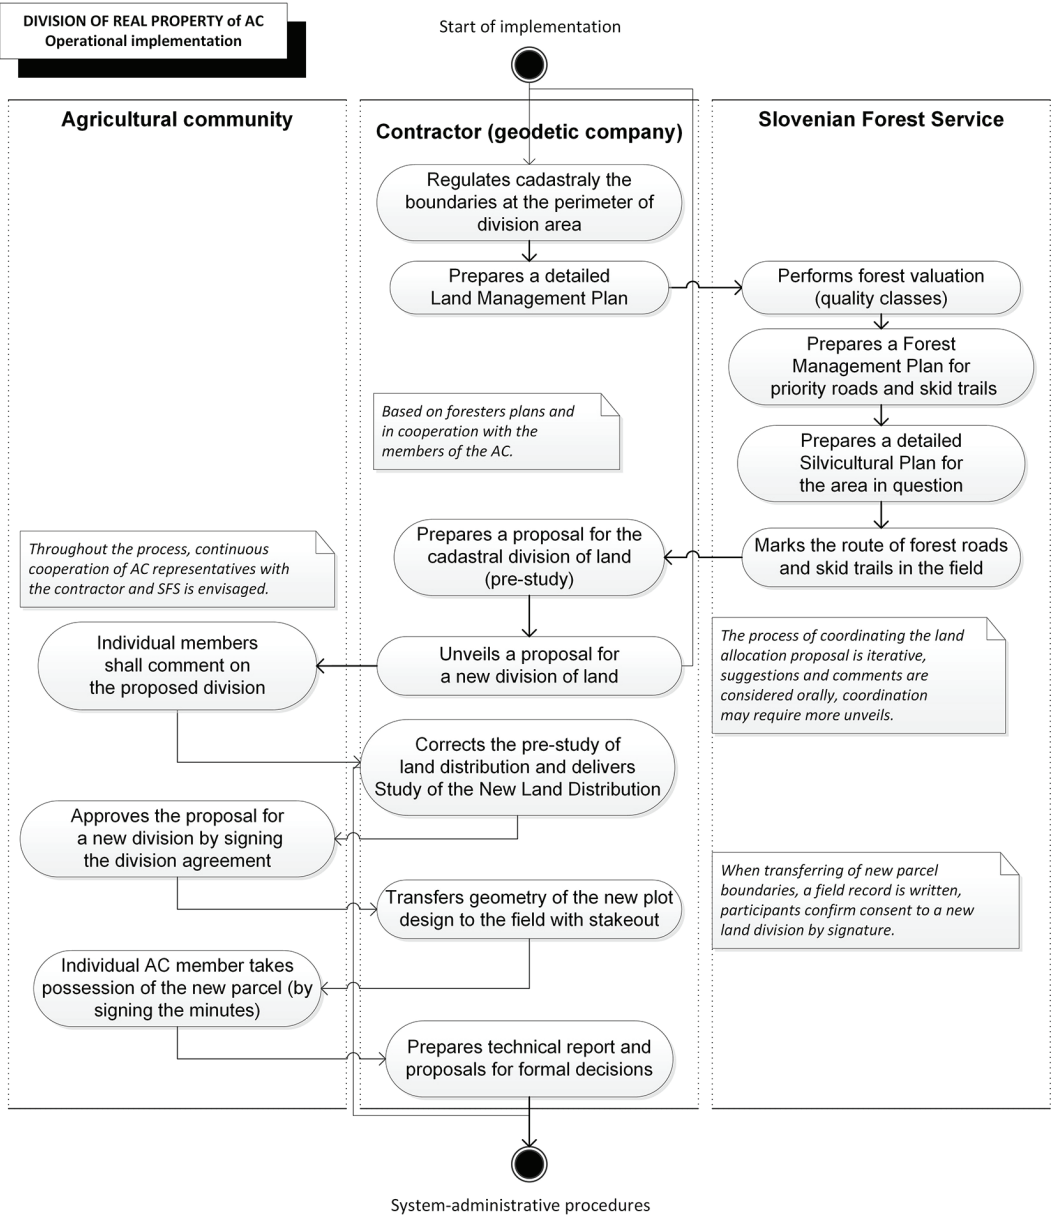 DIVISION OF REAL PROPERTY of AC
Operational implementation
Start of implementation
Agricultural community
Contractor (geodetic company)
Slovenian Forest Service
Regulates cadastraly the
boundaries at the perimeter of
division area
Prepares a detailed
Land Management Plan
Performs forest valuation
(quality classes)
Prepares a Forest
Management Plan for
priority roads and skid trails
Based on foresters plans and
in cooperation with the
members of the AC.
Prepares a detailed
Silvicultural Plan for
the area in question
Prepares a proposal for the
cadastral division of land
(pre-study)
Marks the route of forest roads
and skid trails in the field
Throughout the process, continuous
cooperation of AC representatives with
the contractor and SFS is envisaged.
Individual members
shall comment on
the proposed division
Unveils a proposal for
a new division of land
The process of coordinating the land
allocation proposal is iterative,
suggestions and comments are
considered orally, coordination
may require more unveils.
Corrects the pre-study of
land distribution and delivers
Study of the New Land Distribution
Approves the proposal for
a new division by signing
the division agreement
When transferring of new parcel
boundaries, a field record is written,
participants confirm consent to a new
land division by signature.
Transfers geometry of the new plot
design to the field with stakeout
Individual AC member takes
possession of the new parcel (by
signing the minutes)
Prepares technical report and
proposals for formal decisions
System-administrative procedures